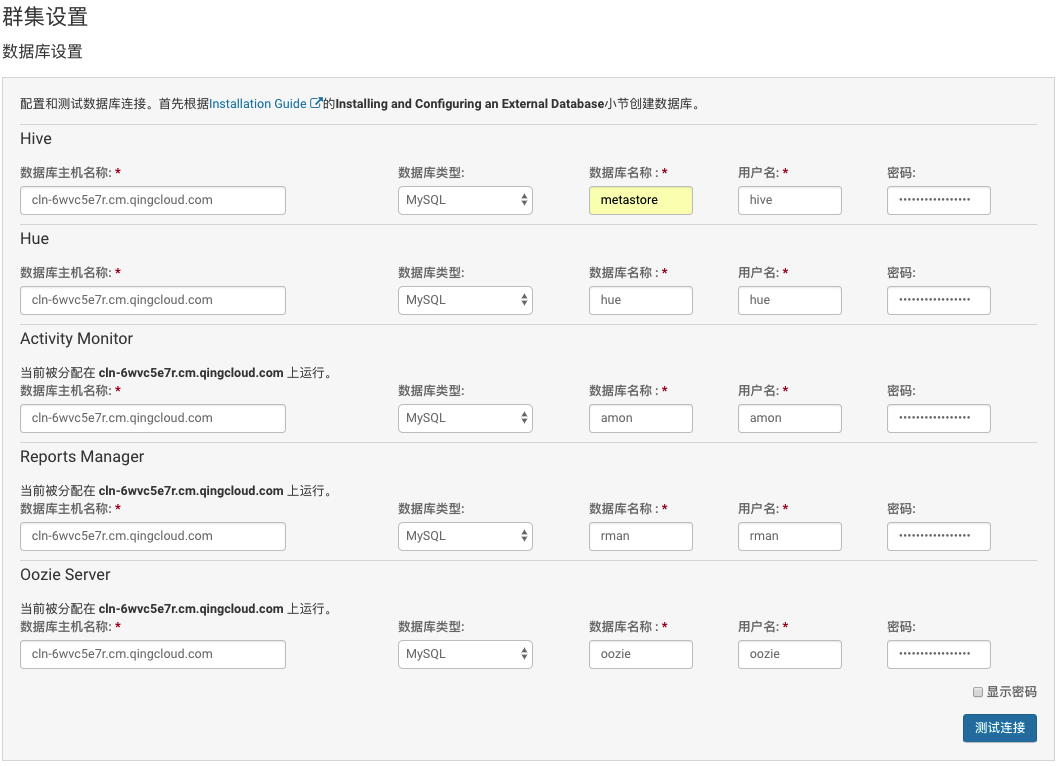 群集设置
数据库设置
配置和测试数据库连接。首先根据Installation Guide的Installing and Configuring an External Database小节创建数据库。
Hive
数据库主机名称: * 数据库类型: 数据库名称 : * 用户名: * 密码:
cln-6wvc5e7r.cm.qingcloud.com MySQL metastore hive •••••••••••••••••
Hue
数据库主机名称: * 数据库类型: 数据库名称 : * 用户名: * 密码:
cln-6wvc5e7r.cm.qingcloud.com MySQL hue hue •••••••••••••••••
Activity Monitor
当前被分配在 cln-6wvc5e7r.cm.qingcloud.com 上运行。
数据库主机名称: * 数据库类型: 数据库名称 : * 用户名: * 密码:
cln-6wvc5e7r.cm.qingcloud.com MySQL amon amon •••••••••••••••••
Reports Manager
当前被分配在 cln-6wvc5e7r.cm.qingcloud.com 上运行。
数据库主机名称: * 数据库类型: 数据库名称 : * 用户名: * 密码:
cln-6wvc5e7r.cm.qingcloud.com MySQL rman rman •••••••••••••••••
Oozie Server
当前被分配在 cln-6wvc5e7r.cm.qingcloud.com 上运行。
数据库主机名称: * 数据库类型: 数据库名称 : * 用户名: * 密码:
cln-6wvc5e7r.cm.qingcloud.com MySQL oozie oozie •••••••••••••••••
显示密码
测试连接